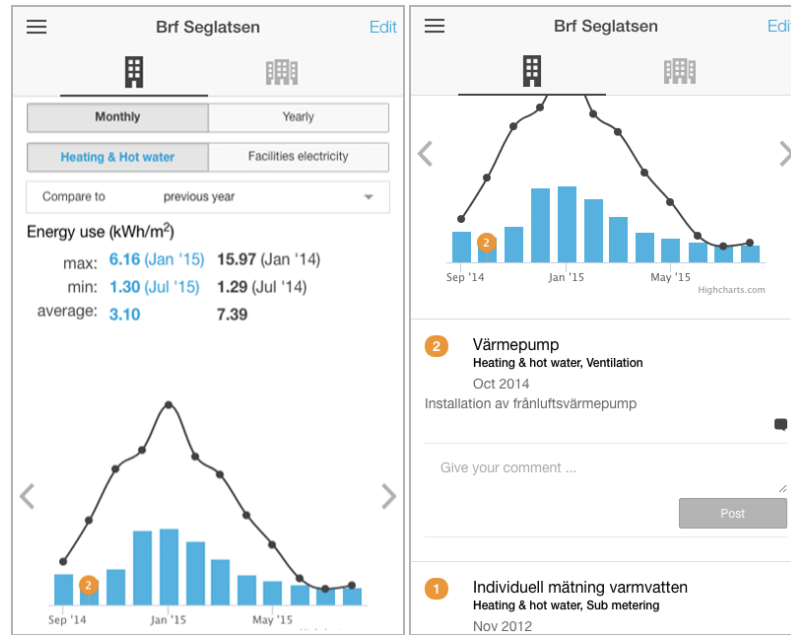 Brf Seglatsen
Edit
Monthly
Yearly
Heating & Hot water
Facilities electricity
Compare to
previous year
Energy use (kWh/m²)
max: 6.16 (Jan '15) 15.97 (Jan '14)
min: 1.30 (Jul '15) 1.29 (Jul '14)
average: 3.10 7.39
2
Sep '14
Jan '15
May '15
Brf Seglatsen
Edit
2
Sep '14
Jan '15
May '15
Highcharts.com
2
Värmepump
Heating & hot water, Ventilation
Oct 2014
Installation av frånluftsvärmepump
Give your comment ...
Post
1
Individuell mätning varmvatten
Heating & hot water, Sub metering
Nov 2012